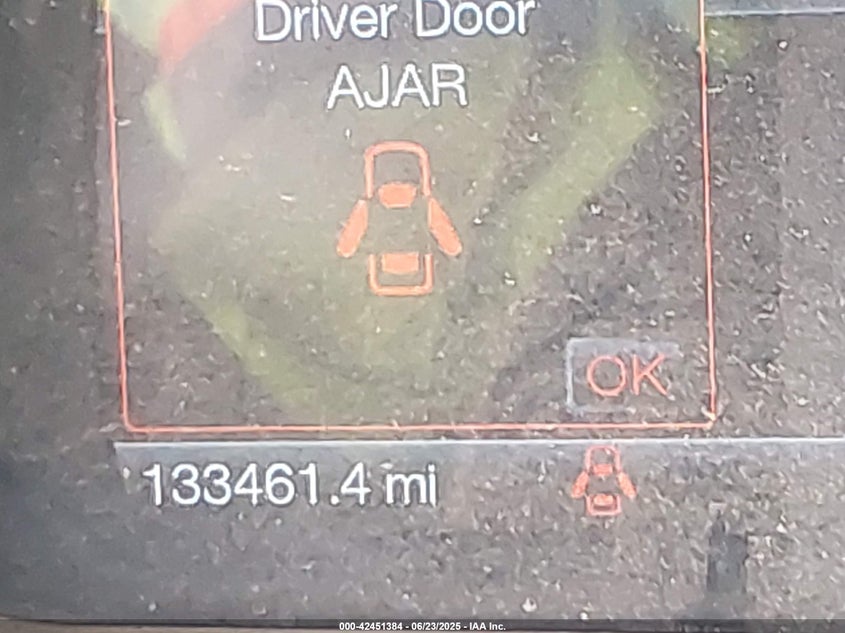 Driver Door
AJAR
OK
133461.4 mi
000-42451384 - 06/23/2025 - IAA Inc.